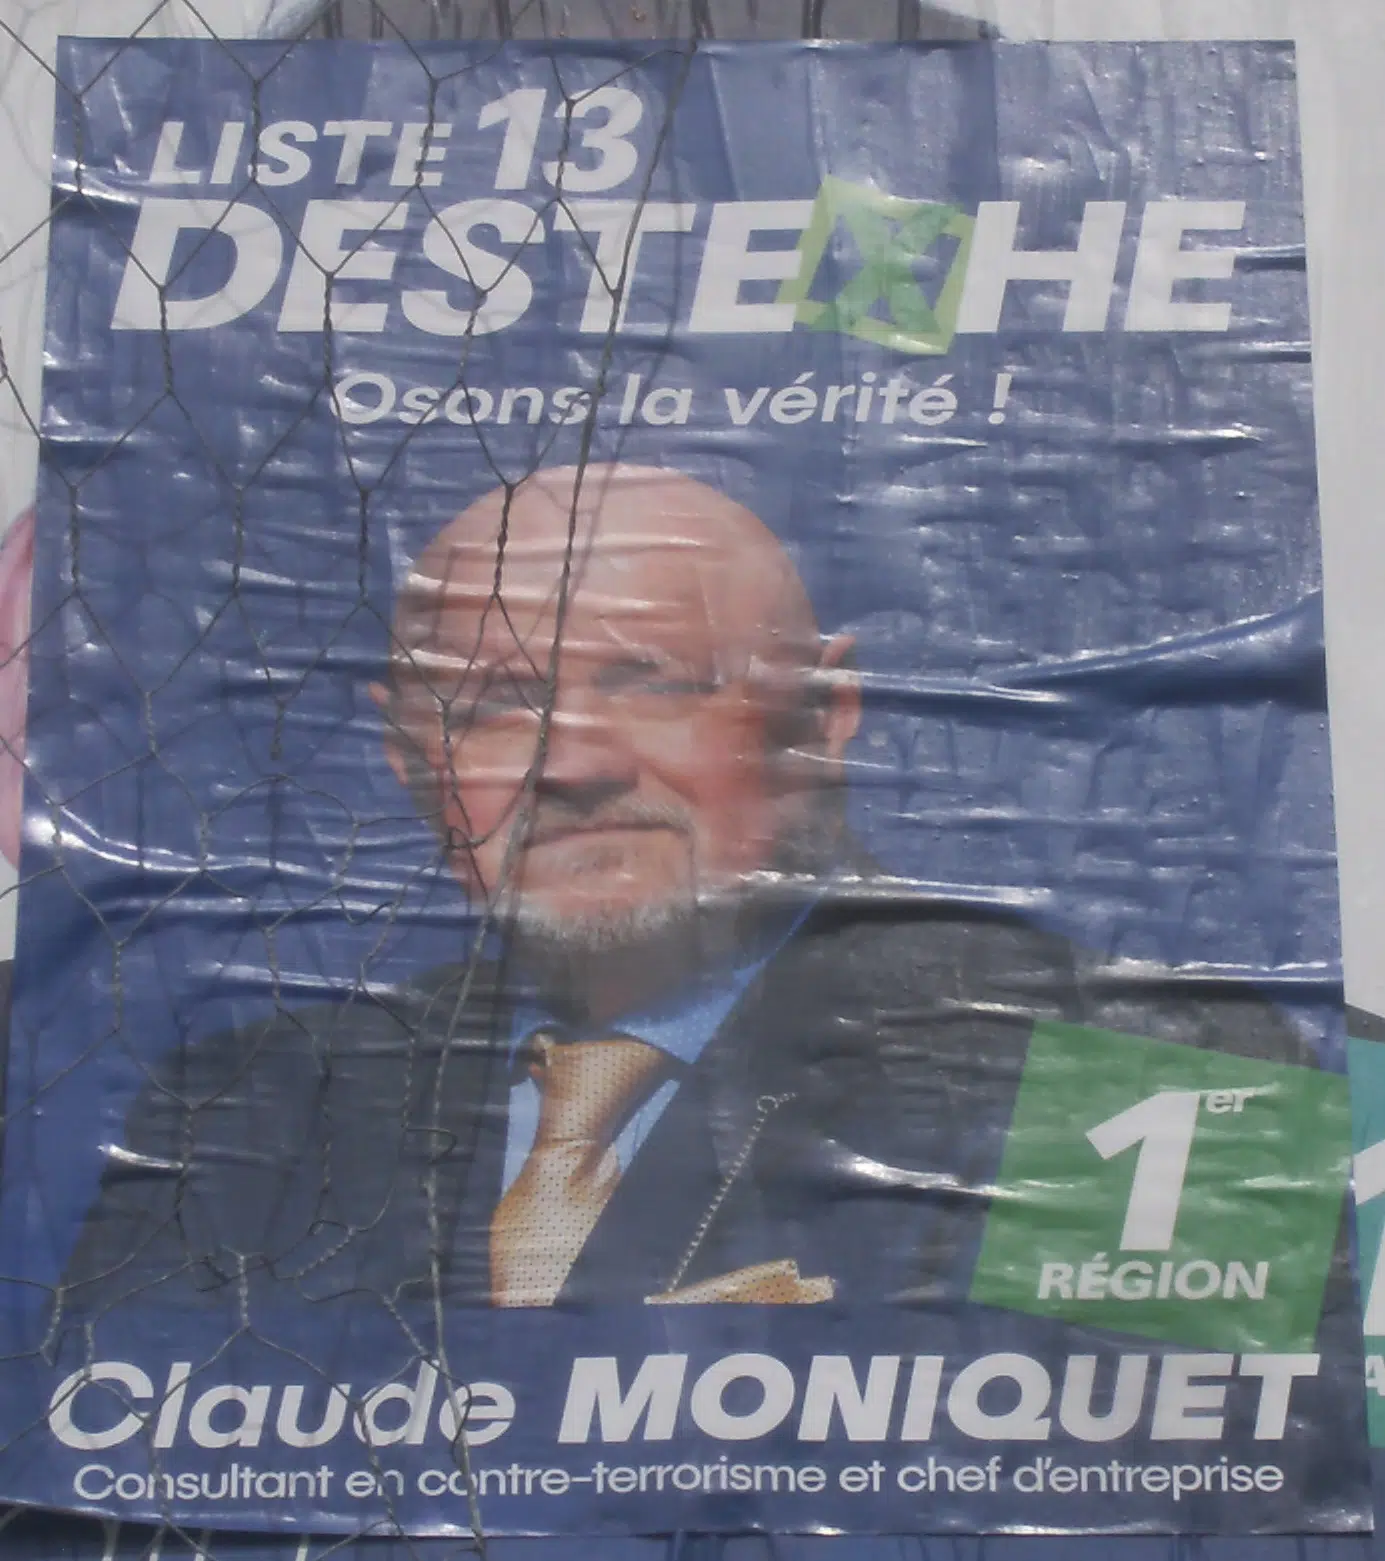 LISTE 13
DESTEXHE
Osons la vérité !
1er
RÉGION
Claude MONIQUET
Consultant en contre-terrorisme et chef d'entreprise